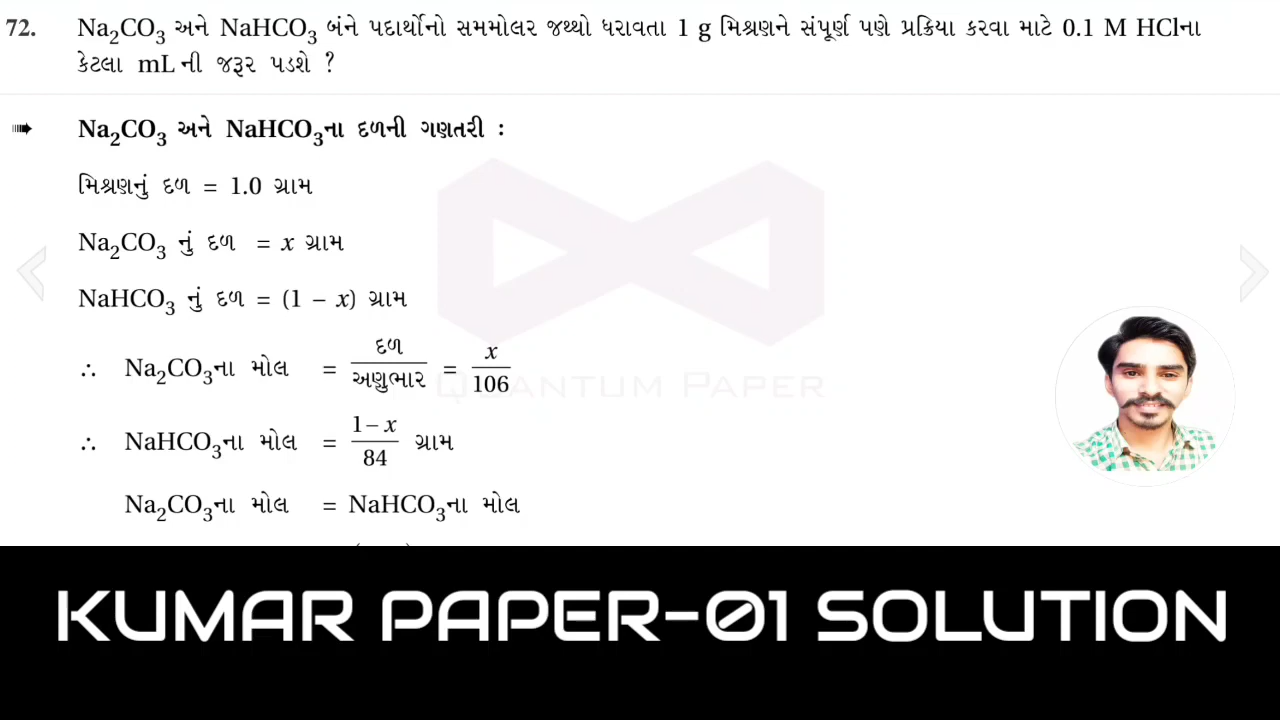 72. Na₂CO₃ અને NaHCO₃ બંને પદાર્થોનો સમમોલર જથ્થો ધરાવતા 1 g મિશ્રણને સંપૂર્ણ પણે પ્રક્રિયા કરવા માટે 0.1 M HClના
કેટલા mL ની જરૂર પડશે ?
➠ Na₂CO₃ અને NaHCO₃ના દળની ગણતરી :
મિશ્રણનું દળ = 1.0 ગ્રામ
Na₂CO₃ નું દળ = x ગ્રામ
NaHCO₃ નું દળ = (1 – x) ગ્રામ
∴ Na₂CO₃ના મોલ = દળ/અણુભાર = x/106
QUANTUM PAPER
∴ NaHCO₃ના મોલ = 1– x/84 ગ્રામ
Na₂CO₃ના મોલ = NaHCO₃ના મોલ
KUMAR PAPER-01 SOLUTION